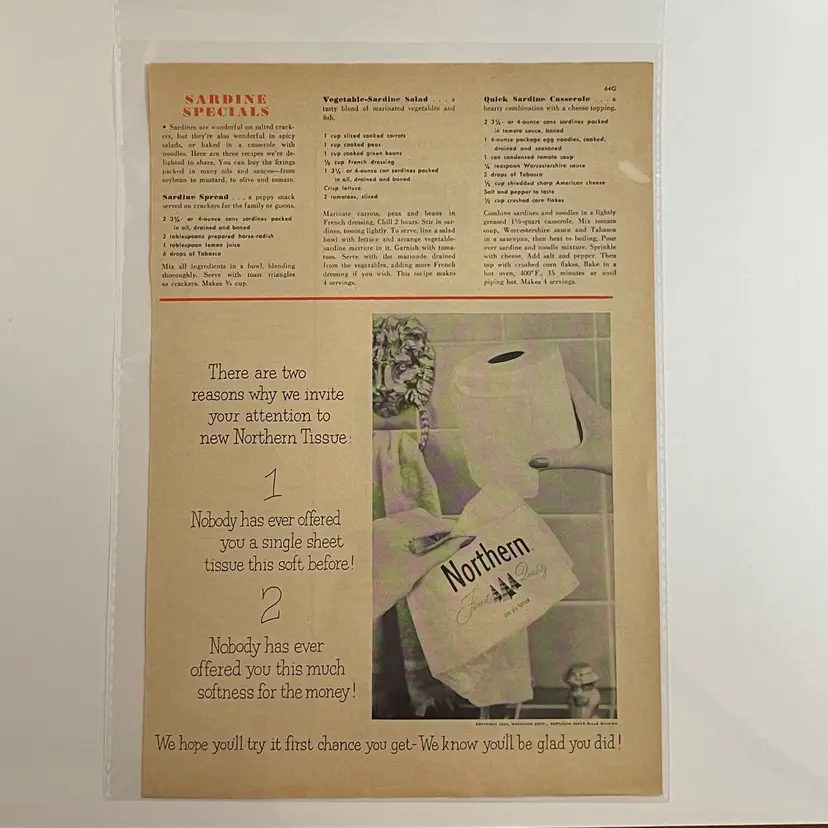 64G
SARDINE
SPECIALS
• Sardines are wonderful on salted crack-
ers, but they're also wonderful in spicy
salads, or baked in a casserole with
noodles. Here are three recipes we're de-
lighted to share. You can buy the fixings
packed in many oils and sauces—from
soybean to mustard, to olive and tomato.
Sardine Spread . . . a peppy snack
served on crackers for the family or guests.
2 3¼- or 4-ounce cans sardines packed
in oil, drained and boned
2 tablespoons prepared horse-radish
1 tablespoon lemon juice
6 drops of Tabasco
Mix all ingredients in a bowl, blending
thoroughly. Serve with toast triangles
or crackers. Makes ¾ cup.
Vegetable-Sardine Salad . . . . a
tasty blend of marinated vegetables and
fish.
1 cup sliced cooked carrots
1 cup cooked peas
1 cup cooked green beans
½ cup French dressing
1 3¼- or 4-ounce can sardines packed
in oil, drained and boned
Crisp lettuce
2 tomatoes, sliced
Marinate carrots, peas and beans in
French dressing. Chill 2 hours. Stir in sar-
dines, tossing lightly. To serve, line a salad
bowl with lettuce and arrange vegetable-
sardine mixture in it. Garnish with toma-
toes. Serve with the marinade drained
from the vegetables, adding more French
dressing if you wish. This recipe makes
4 servings.
Quick Sardine Casserole . . . a
hearty combination with a cheese topping.
2 3¼- or 4-ounce cans sardines packed
in tomato sauce, boned
1 6-ounce package egg noodles, cooked,
drained and seasoned
1 can condensed tomato soup
¼ teaspoon Worcestershire sauce
2 drops of Tabasco
½ cup shredded sharp American cheese
Salt and pepper to taste
½ cup crushed corn flakes
Combine sardines and noodles in a lightly
greased 1½-quart casserole. Mix tomato
soup, Worcestershire sauce and Tabasco
in a saucepan, then heat to boiling. Pour
over sardine and noodle mixture. Sprinkle
with cheese. Add salt and pepper. Then
top with crushed corn flakes. Bake in a
hot oven, 400°F., 15 minutes or until
piping hot. Makes 4 servings.
There are two
reasons why we invite
your attention to
new Northern Tissue:
1
Nobody has ever offered
you a single sheet
tissue this soft before!
2
Nobody has ever
offered you this much
softness for the money!
Northern
Quality
We hope you'll try it first chance you get—We know you'll be glad you did!